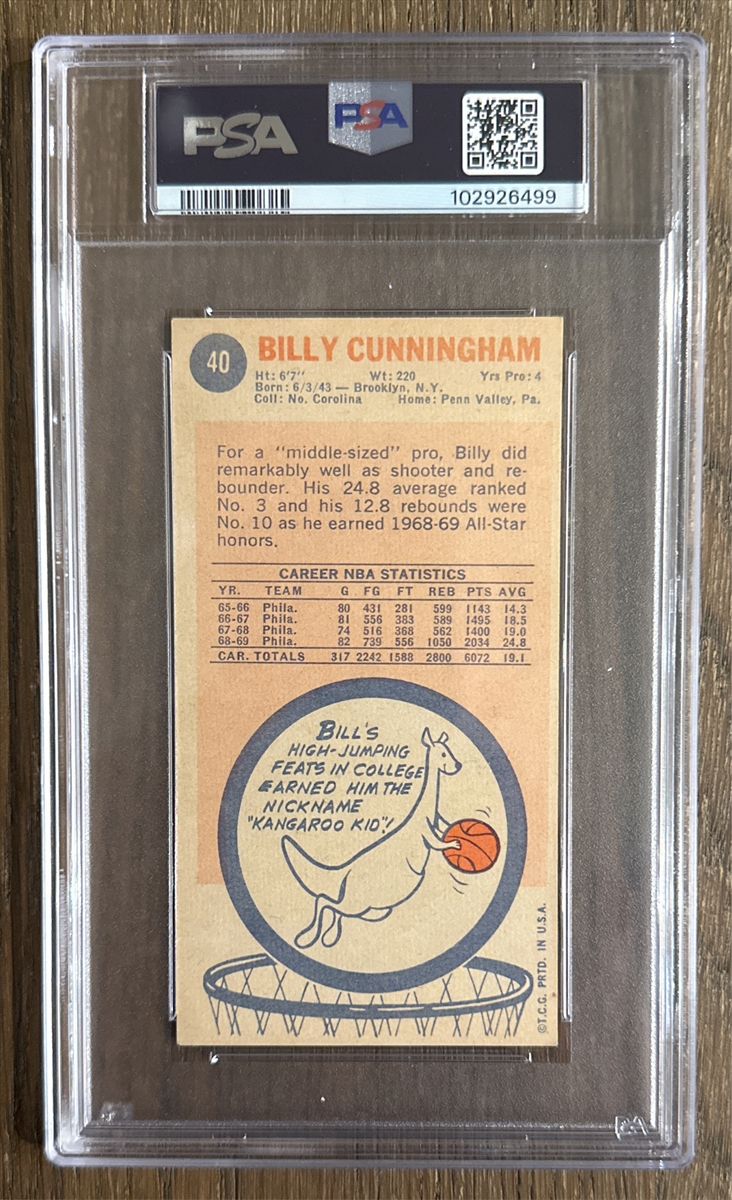 PSA PSA
102926499
40 BILLY CUNNINGHAM
Ht: 6'7" Wt: 220 Yrs Pro: 4
Born: 6/3/43 — Brooklyn, N.Y.
Coll: No. Corolina Home: Penn Valley, Pa.
For a "middle-sized" pro, Billy did
remarkably well as shooter and re-
bounder. His 24.8 average ranked
No. 3 and his 12.8 rebounds were
No. 10 as he earned 1968-69 All-Star
honors.
CAREER NBA STATISTICS
YR. TEAM G FG FT REB PTS AVG
65-66 Phila. 80 431 281 599 1143 14.3
66-67 Phila. 81 556 383 589 1495 18.5
67-68 Phila. 74 516 368 562 1400 19.0
68-69 Phila. 82 739 556 1050 2034 24.8
CAR. TOTALS 317 2242 1588 2800 6072 19.1
BILL'S
HIGH-JUMPING
FEATS IN COLLEGE
EARNED HIM THE
NICKNAME
"KANGAROO KID"!
©T.C.G. PRTD. IN U.S.A.
PSA